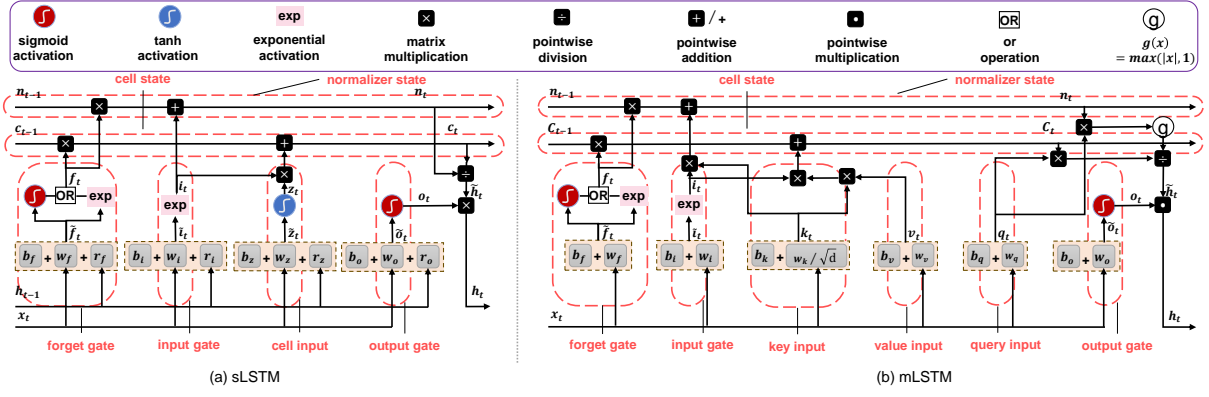 exp + / + OR g
sigmoid activation
tanh activation
exponential activation
matrix multiplication
pointwise division
pointwise addition
pointwise multiplication
or operation
g(x) = max(|x|, 1)
cell state
normalizer state
n_{t-1} n_t
c_{t-1} c_t
f_t i_t z_t o_t h̃_t
OR exp exp
f̃_t ĩ_t z̃_t õ_t
b_f + w_f + r_f
b_i + w_i + r_i
b_z + w_z + r_z
b_o + w_o + r_o
h_{t-1} h_t
x_t
forget gate
input gate
cell input
output gate
(a) sLSTM
cell state
normalizer state
n_{t-1} n_t
C_{t-1} C_t g
f_t i_t h̃_t
OR exp exp o_t
f̃_t ĩ_t k_t v_t q_t õ_t
b_f + w_f
b_i + w_i
b_k + w_k / √d
b_v + w_v
b_q + w_q
b_o + w_o
x_t h_t
forget gate
input gate
key input
value input
query input
output gate
(b) mLSTM